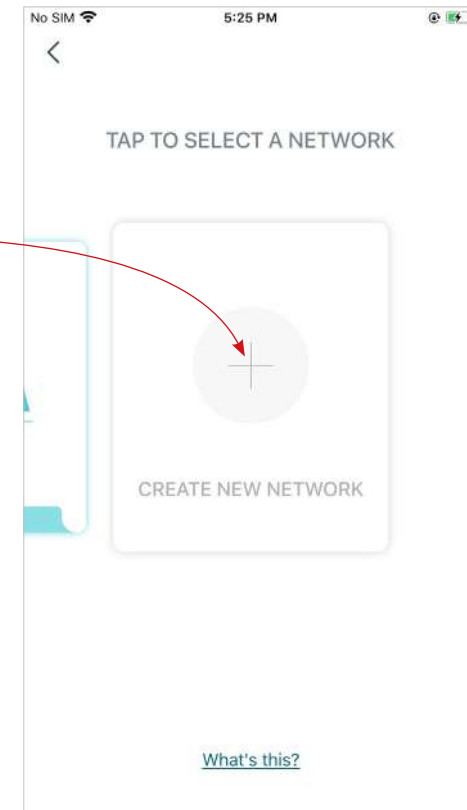 No SIM 5:25 PM
TAP TO SELECT A NETWORK
CREATE NEW NETWORK
What's this?